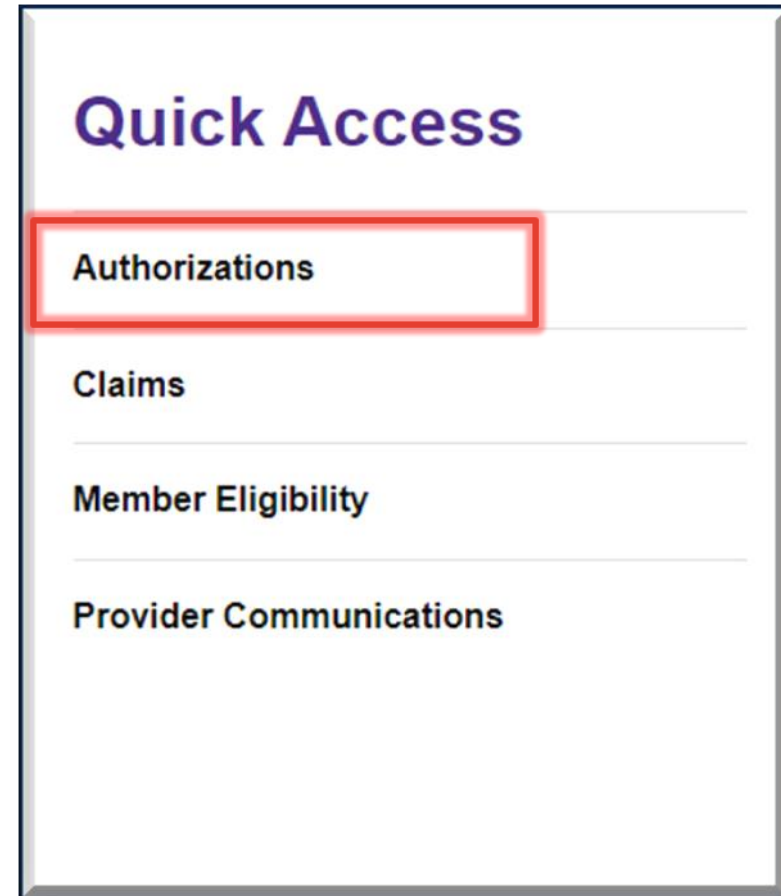 Quick Access
Authorizations
Claims
Member Eligibility
Provider Communications